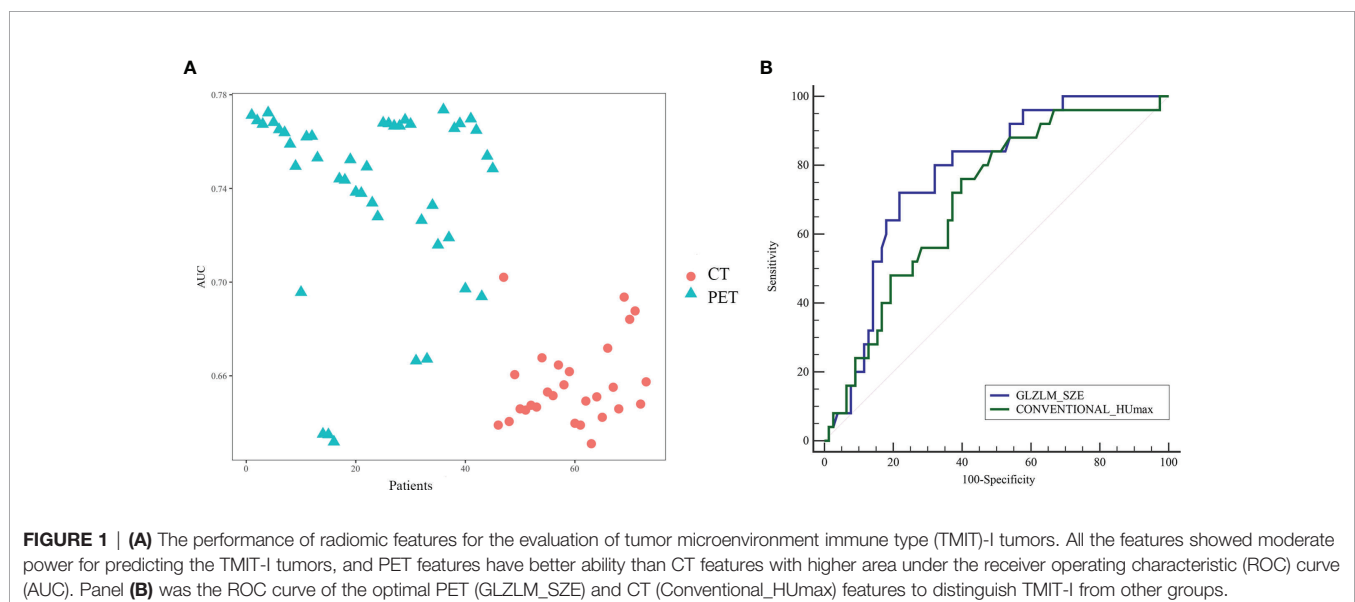 A
B
0.78
0.74
0.70
0.66
AUC
0
20
40
60
Patients
CT
PET
100
80
60
40
20
0
Sensitivity
0
20
40
60
80
100
100-Specificity
GLZLM_SZE
CONVENTIONAL_HUmax
FIGURE 1 | (A) The performance of radiomic features for the evaluation of tumor microenvironment immune type (TMIT)-I tumors. All the features showed moderate
power for predicting the TMIT-I tumors, and PET features have better ability than CT features with higher area under the receiver operating characteristic (ROC) curve
(AUC). Panel (B) was the ROC curve of the optimal PET (GLZLM_SZE) and CT (Conventional_HUmax) features to distinguish TMIT-I from other groups.